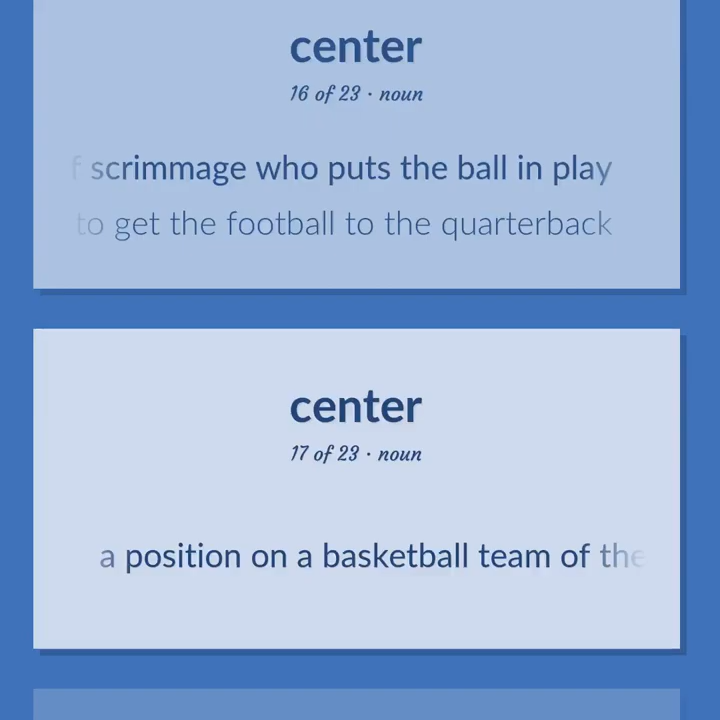 center
16 of 23 · noun
f scrimmage who puts the ball in play
to get the football to the quarterback
center
17 of 23 · noun
a position on a basketball team of the